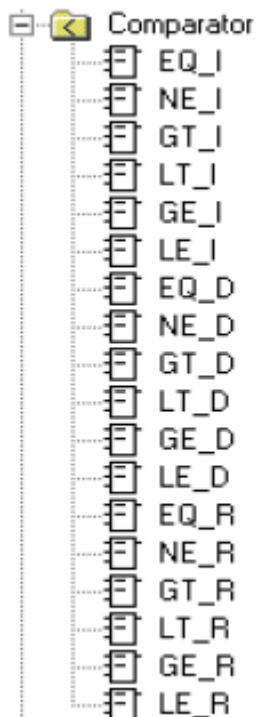 Comparator
EQ_I
NE_I
GT_I
LT_I
GE_I
LE_I
EQ_D
NE_D
GT_D
LT_D
GE_D
LE_D
EQ_R
NE_R
GT_R
LT_R
GE_R
LE_R